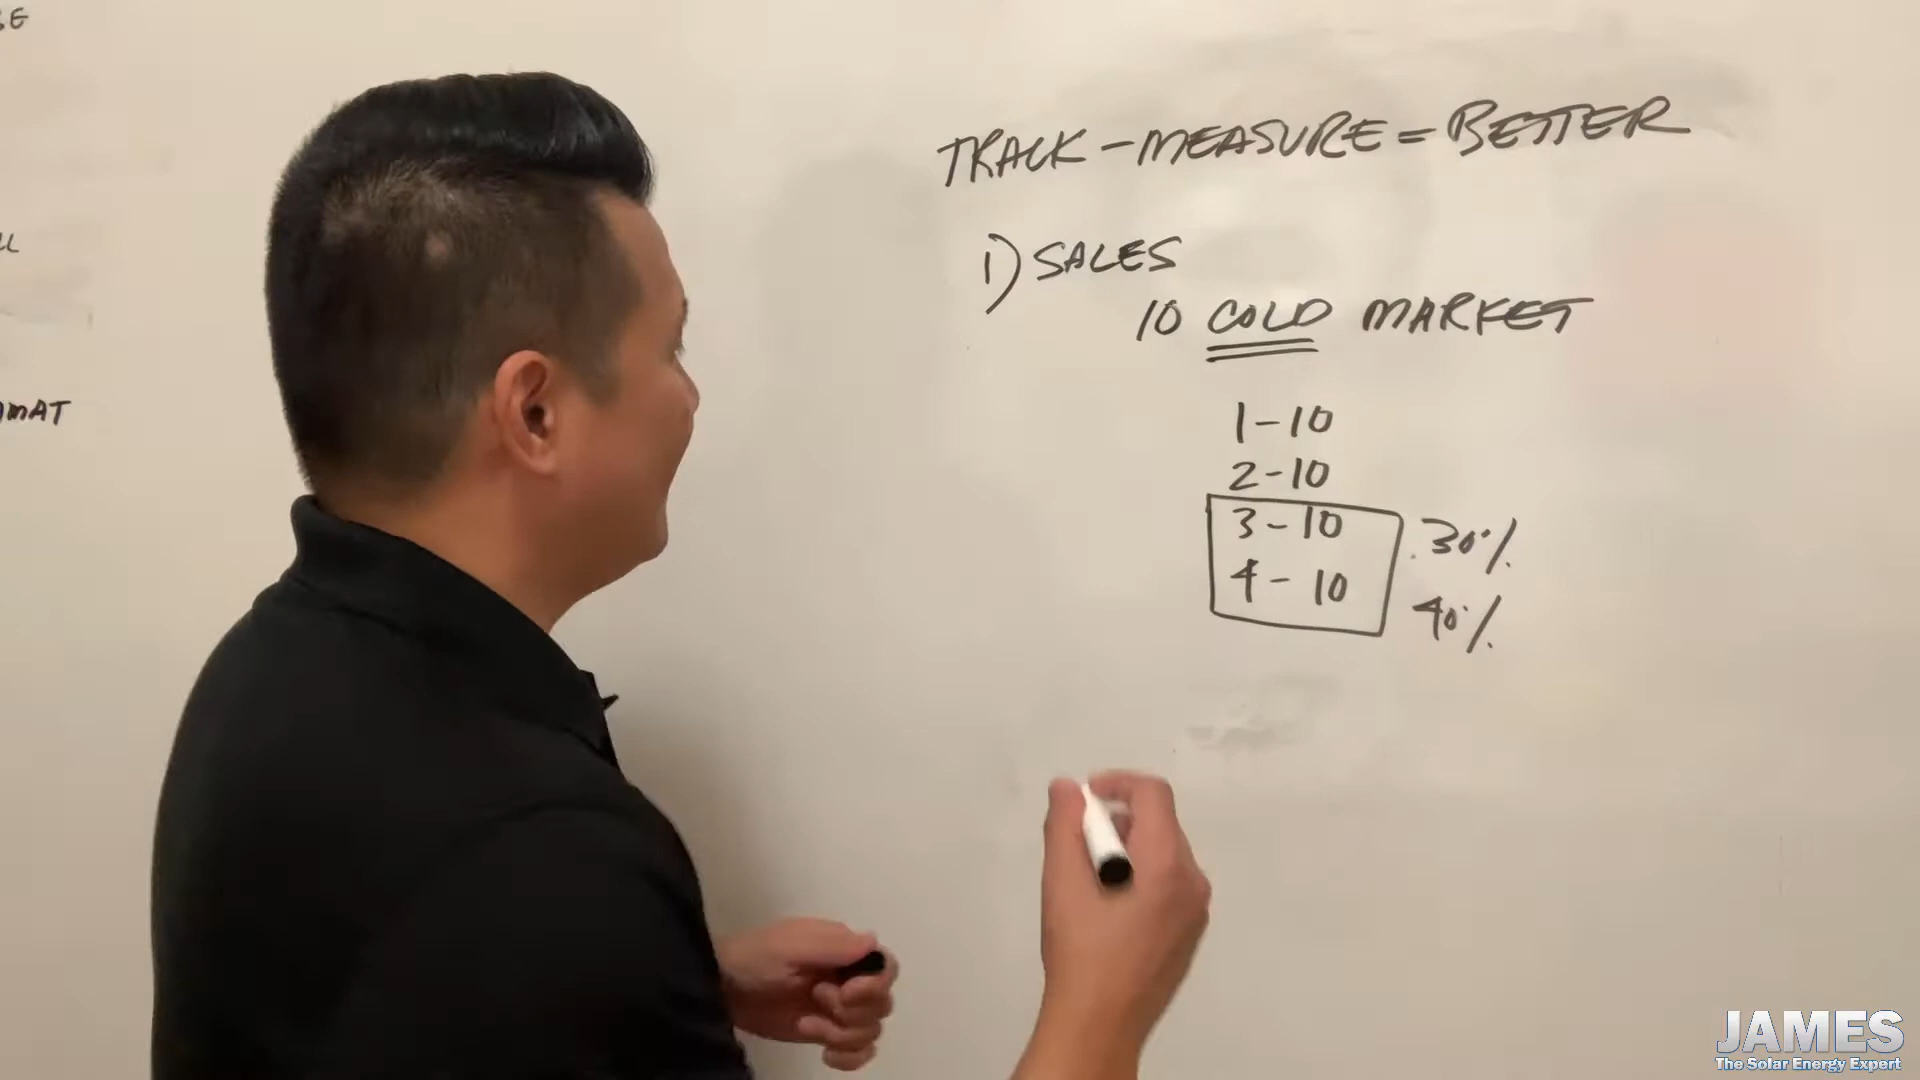 TRACK - MEASURE = BETTER
1) SALES
10 COLD MARKET
1 - 10
2 - 10
3 - 10 30%
4 - 10 40%
JAMES
The Solar Energy Expert